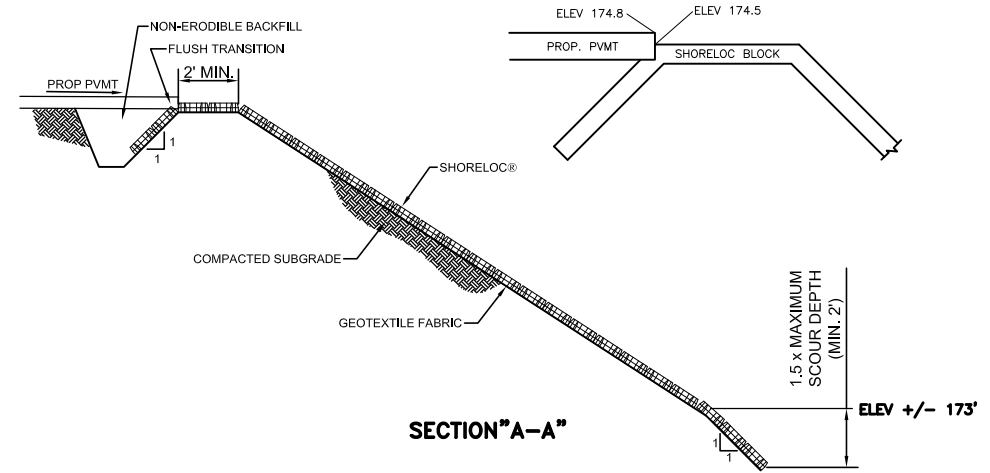 ELEV 174.8
ELEV 174.5
NON-ERODIBLE BACKFILL
FLUSH TRANSITION
PROP. PVMT
SHORELOC BLOCK
2' MIN.
PROP PVMT
1
1
SHORELOC®
COMPACTED SUBGRADE
GEOTEXTILE FABRIC
1.5 x MAXIMUM
SCOUR DEPTH
(MIN. 2')
ELEV +/- 173'
SECTION"A-A"
1
1